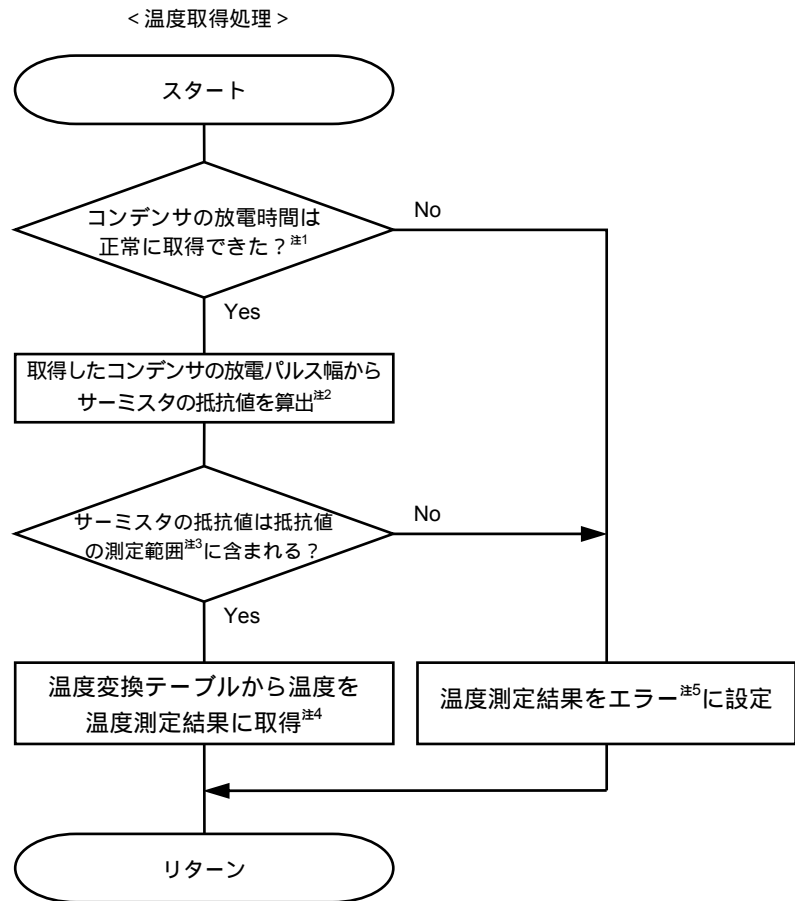 ＜温度取得処理＞
スタート
コンデンサの放電時間は
正常に取得できた？注1
No
Yes
取得したコンデンサの放電パルス幅から
サーミスタの抵抗値を算出注2
サーミスタの抵抗値は抵抗値
の測定範囲注3に含まれる？
No
Yes
温度変換テーブルから温度を
温度測定結果に取得注4
温度測定結果をエラー注5に設定
リターン